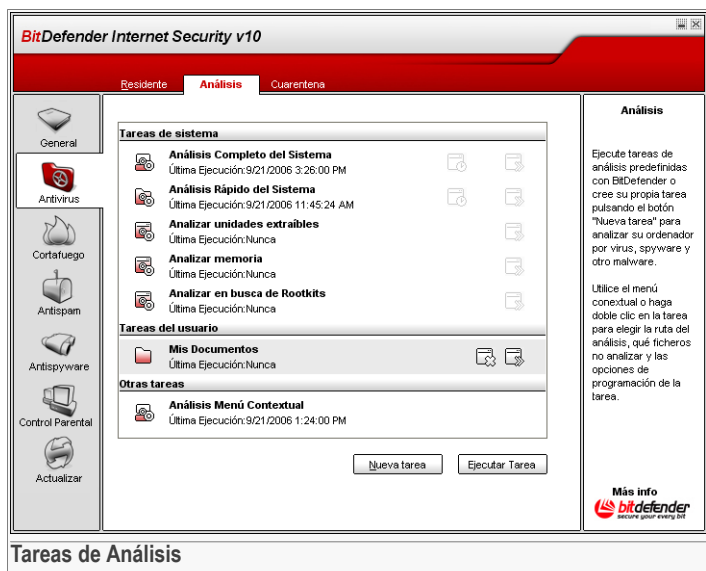 BitDefender Internet Security v10
Residente
Análisis
Cuarentena
General
Antivirus
Cortafuego
Antispam
Antispyware
Control Parental
Actualizar
Tareas de sistema
Análisis Completo del Sistema
Última Ejecución:9/21/2006 3:26:00 PM
Análisis Rápido del Sistema
Última Ejecución:9/21/2006 11:45:24 AM
Analizar unidades extraíbles
Última Ejecución:Nunca
Analizar memoria
Última Ejecución:Nunca
Analizar en busca de Rootkits
Última Ejecución:Nunca
Tareas del usuario
Mis Documentos
Última Ejecución:Nunca
Otras tareas
Análisis Menú Contextual
Última Ejecución:9/21/2006 1:24:00 PM
Nueva tarea
Ejecutar Tarea
Análisis
Ejecute tareas de
análisis predefinidas
con BitDefender o
cree su propia tarea
pulsando el botón
"Nueva tarea" para
analizar su ordenador
por virus, spyware y
otro malware.
Utilice el menú
conextual o haga
doble clic en la tarea
para elegir la ruta del
análisis, qué ficheros
no analizar y las
opciones de
programación de la
tarea.
Más info
bitdefender
secure your every bit
Tareas de Análisis